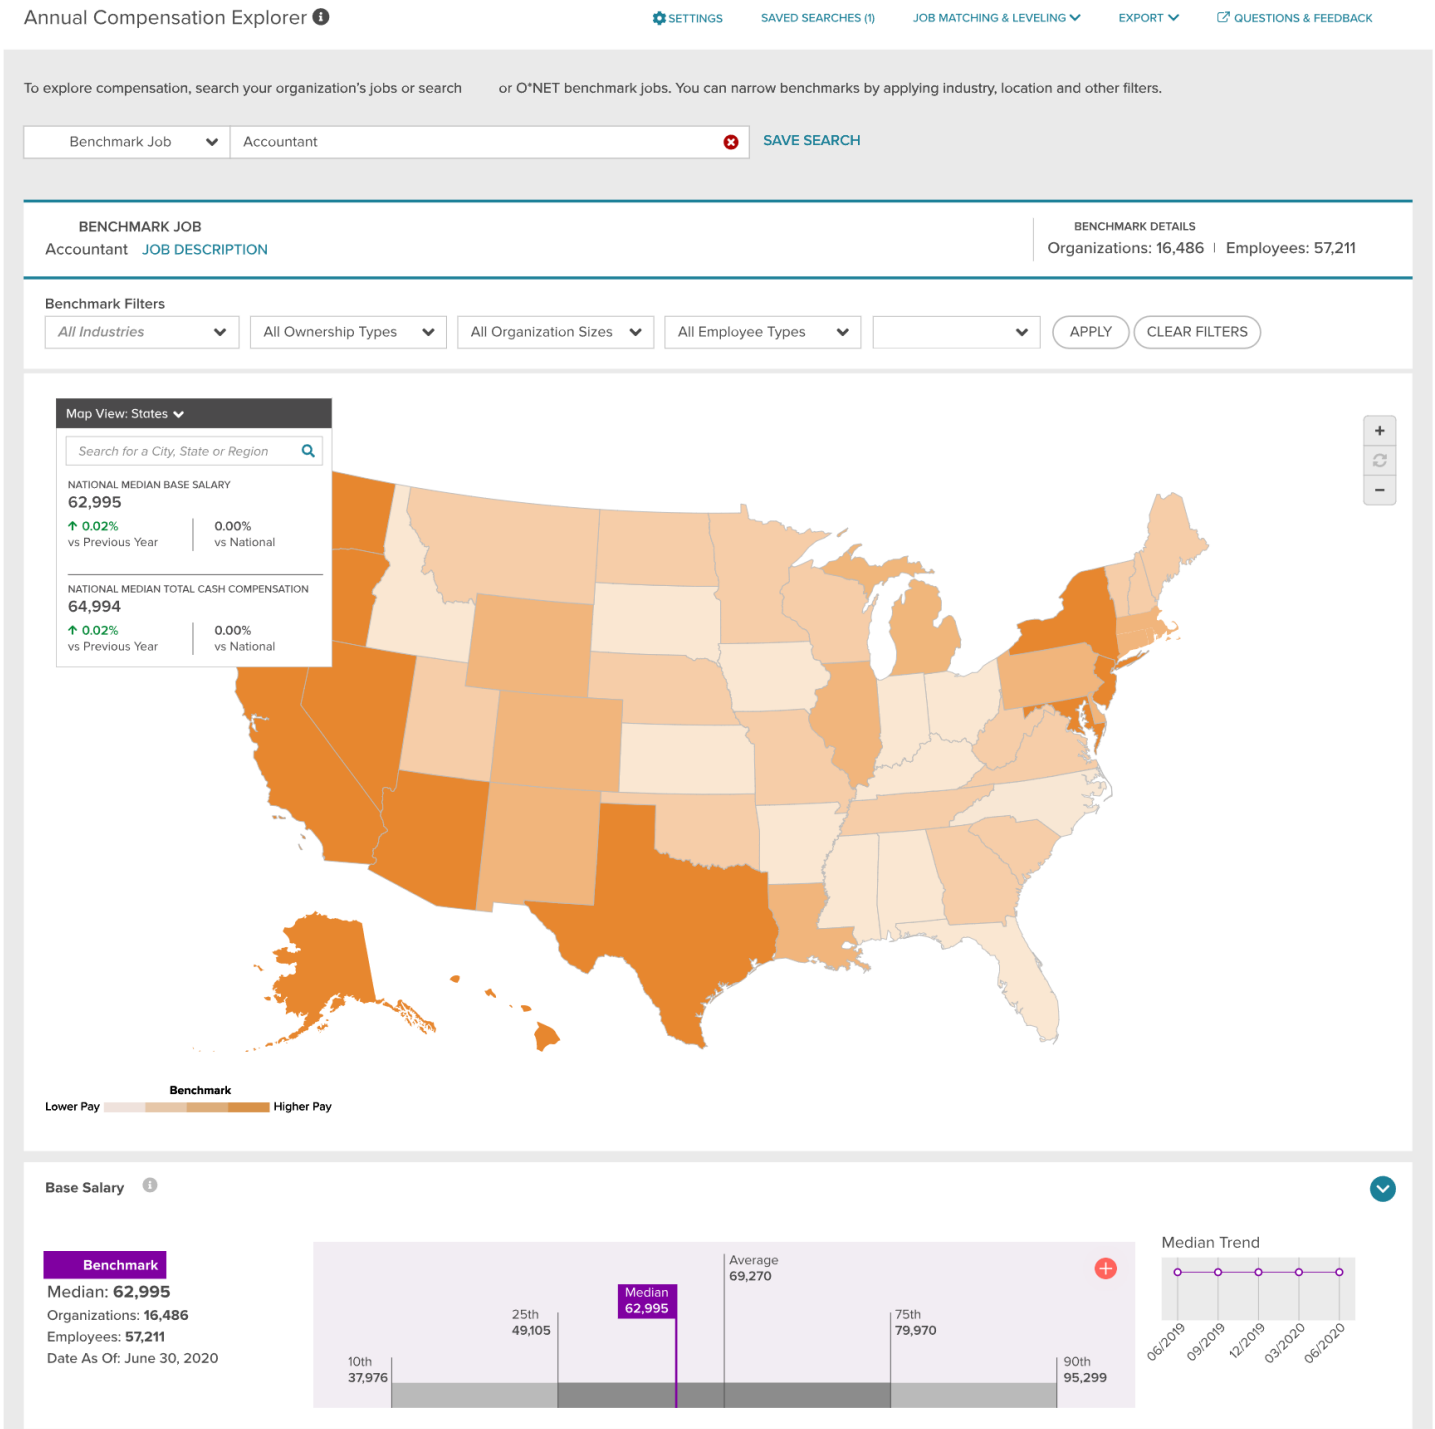 Annual Compensation Explorer
SETTINGS
SAVED SEARCHES (1)
JOB MATCHING & LEVELING
EXPORT
QUESTIONS & FEEDBACK
To explore compensation, search your organization's jobs or search or O*NET benchmark jobs. You can narrow benchmarks by applying industry, location and other filters.
Benchmark Job
Accountant
SAVE SEARCH
BENCHMARK JOB
Accountant JOB DESCRIPTION
BENCHMARK DETAILS
Organizations: 16,486 | Employees: 57,211
Benchmark Filters
All Industries
All Ownership Types
All Organization Sizes
All Employee Types
APPLY
CLEAR FILTERS
Map View: States
Search for a City, State or Region
NATIONAL MEDIAN BASE SALARY
62,995
0.02%
vs Previous Year
0.00%
vs National
NATIONAL MEDIAN TOTAL CASH COMPENSATION
64,994
0.02%
vs Previous Year
0.00%
vs National
+
−
Benchmark
Lower Pay
Higher Pay
Base Salary
Benchmark
Median: 62,995
Organizations: 16,486
Employees: 57,211
Date As Of: June 30, 2020
10th
37,976
25th
49,105
Median
62,995
Average
69,270
75th
79,970
90th
95,299
Median Trend
06/2019
09/2019
12/2019
03/2020
06/2020